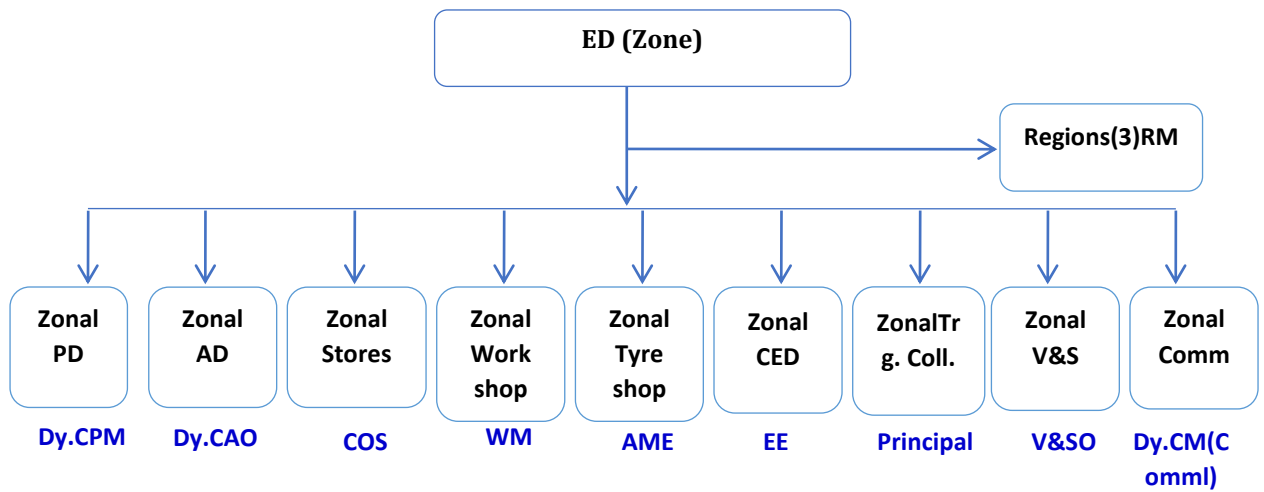 ED (Zone)
Regions(3)RM
Zonal
PD
Zonal
AD
Zonal
Stores
Zonal
Work
shop
Zonal
Tyre
shop
Zonal
CED
ZonalTr
g. Coll.
Zonal
V&S
Zonal
Comm
Dy.CPM
Dy.CAO
COS
WM
AME
EE
Principal
V&SO
Dy.CM(C
omml)